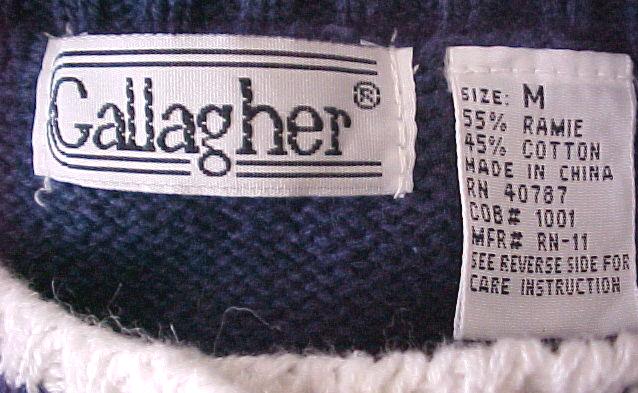 Gallagher®
SIZE: M
55% RAMIE
45% COTTON
MADE IN CHINA
RN 40787
COB# 1001
MFR# RN-11
SEE REVERSE SIDE FOR
CARE INSTRUCTION